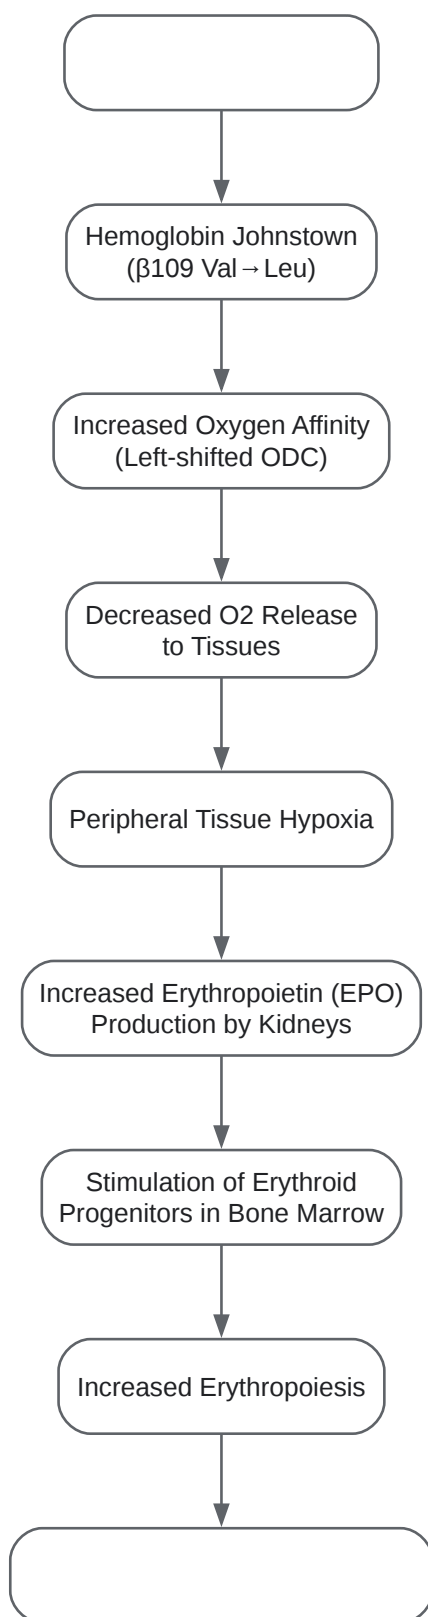 Hemoglobin Johnstown
(β109 Val→Leu)
Increased Oxygen Affinity
(Left-shifted ODC)
Decreased O2 Release
to Tissues
Peripheral Tissue Hypoxia
Increased Erythropoietin (EPO)
Production by Kidneys
Stimulation of Erythroid
Progenitors in Bone Marrow
Increased Erythropoiesis